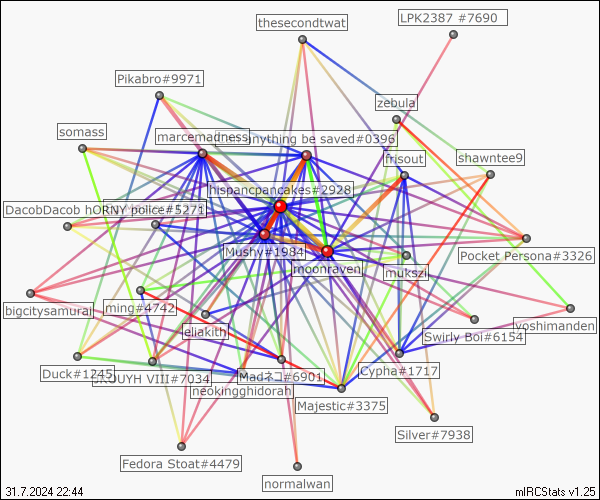 thesecondtwat
LPK2387 #7690
Pikabro#9971
zebula
somass
marcemadness
anything be saved#0396
frisout
shawntee9
hispancpancakes#2928
DacobDacob hORNY police#5271
Mushy#1984
moonraven
mukszi
Pocket Persona#3326
bigcitysamurai
ming#4742
eliakith
Swirly Boi#6154
yoshimanden
Duck#1245
VIII#7034
Madネコ#6901
Cypha#1717
neokingghidorah
Majestic#3375
Silver#7938
Fedora Stoat#4479
normalwan
31.7.2024 22:44
mIRCStats v1.25